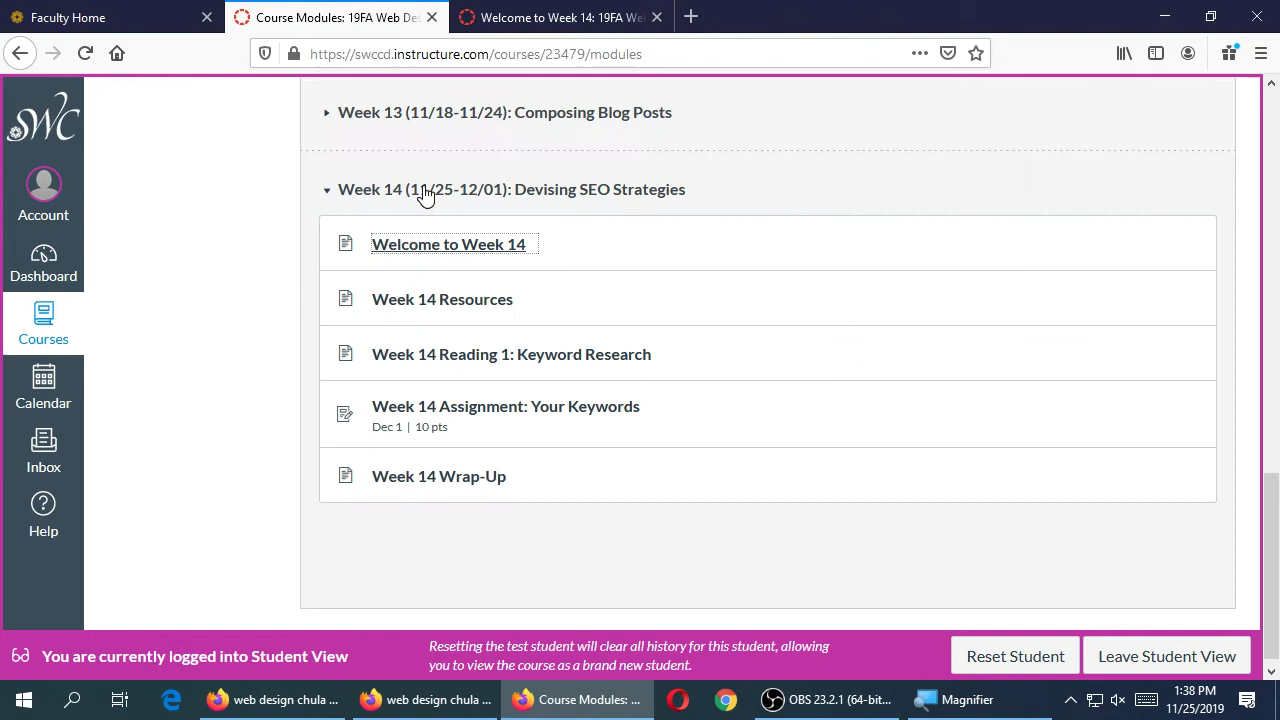 Faculty Home
Course Modules: 19FA Web De
Welcome to Week 14: 19FA We
https://swccd.instructure.com/courses/23479/modules
SWC
Account
Dashboard
Courses
Calendar
Inbox
Help
Week 13 (11/18-11/24): Composing Blog Posts
Week 14 (11/25-12/01): Devising SEO Strategies
Welcome to Week 14
Week 14 Resources
Week 14 Reading 1: Keyword Research
Week 14 Assignment: Your Keywords
Dec 1 | 10 pts
Week 14 Wrap-Up
You are currently logged into Student View
Resetting the test student will clear all history for this student, allowing
you to view the course as a brand new student.
Reset Student
Leave Student View
web design chula ...
web design chula ...
Course Modules: ...
OBS 23.2.1 (64-bit...
Magnifier
1:38 PM
11/25/2019